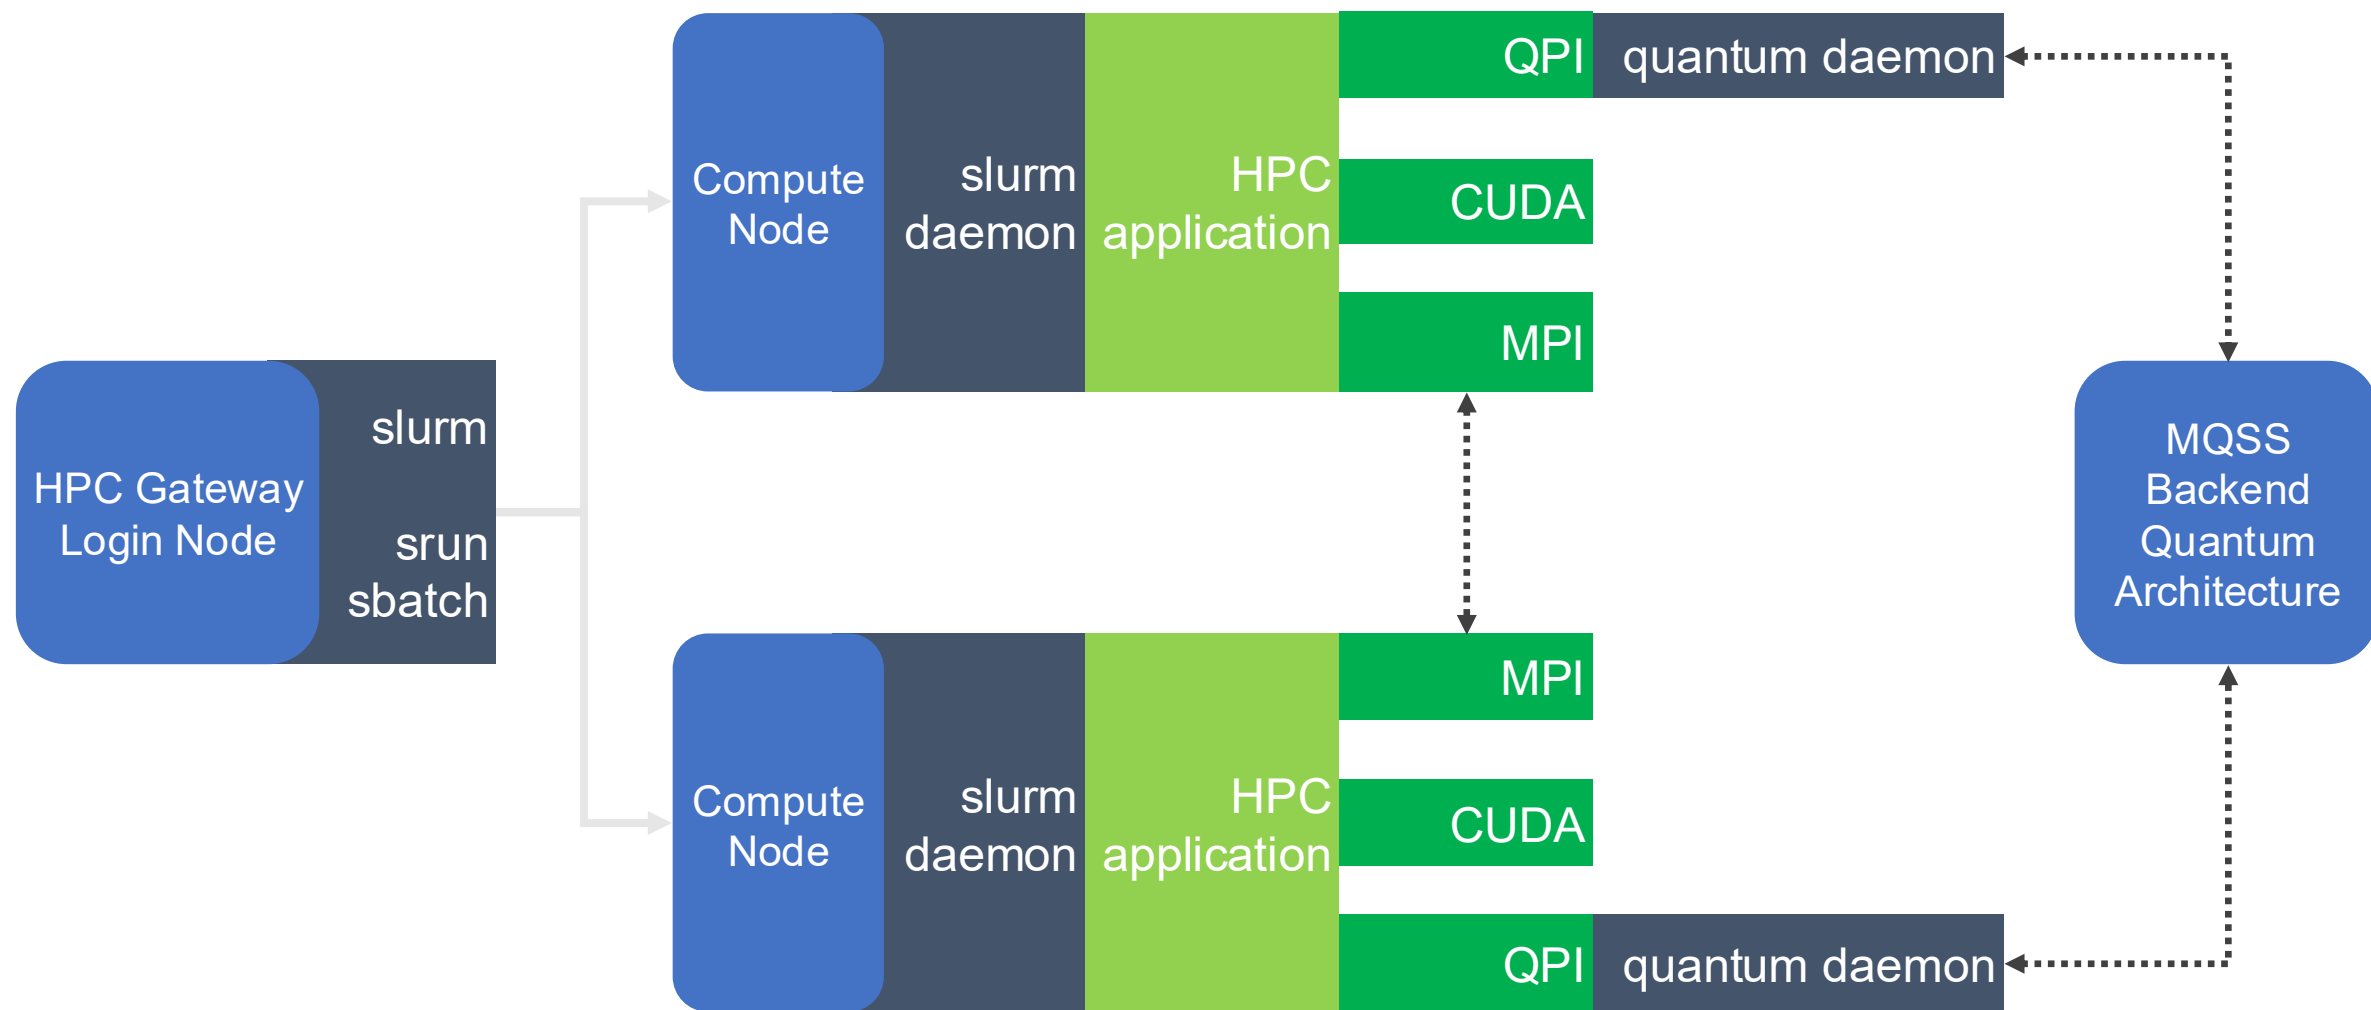 HPC Gateway
Login Node
slurm
srun
sbatch
Compute
Node
slurm
daemon
HPC
application
QPI
quantum daemon
CUDA
MPI
Compute
Node
slurm
daemon
HPC
application
MPI
CUDA
QPI
quantum daemon
MQSS
Backend
Quantum
Architecture